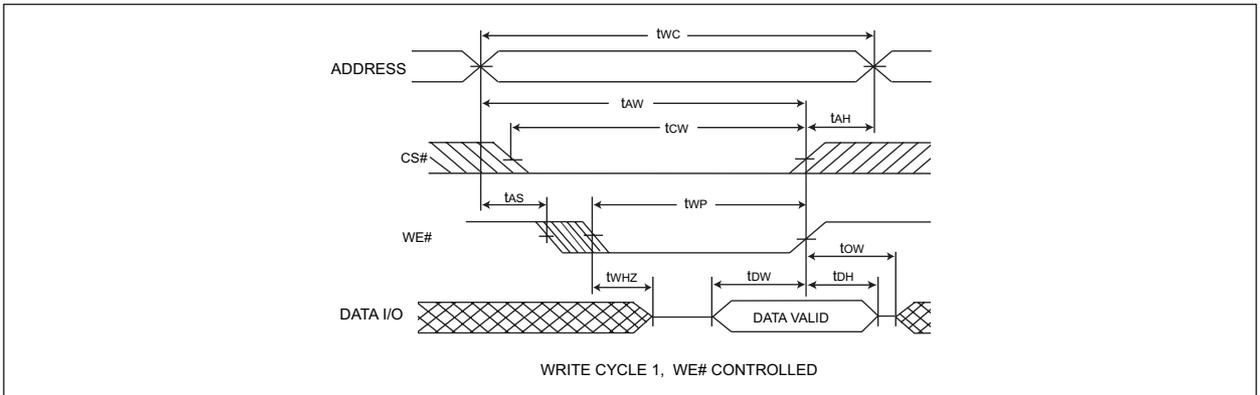 tWC
ADDRESS
tAW
tCW
tAH
CS#
tAS
tWP
WE#
tOW
tWHZ
tDW
tDH
DATA I/O
DATA VALID
WRITE CYCLE 1, WE# CONTROLLED